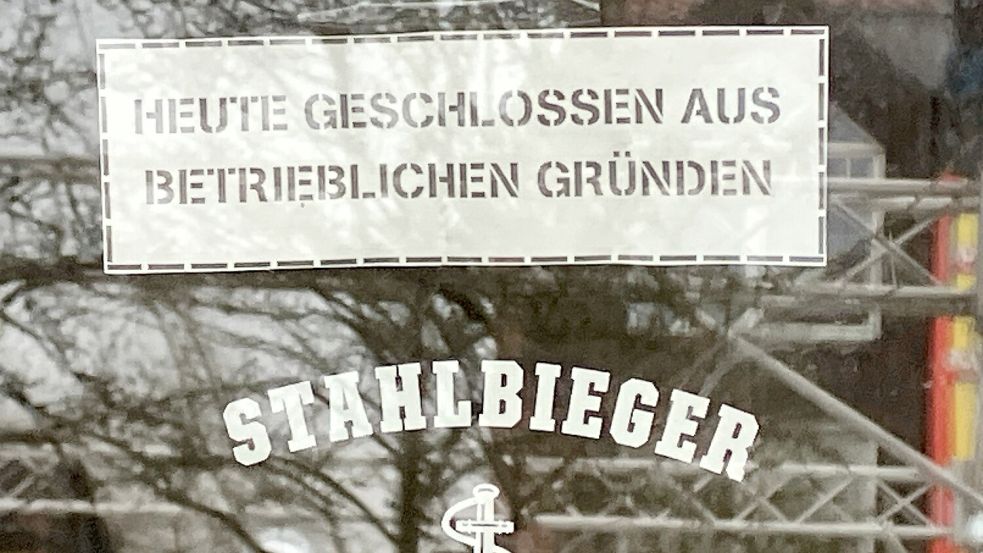 HEUTE GESCHLOSSEN AUS
BETRIEBLICHEN GRÜNDEN
STAHLBIEGER